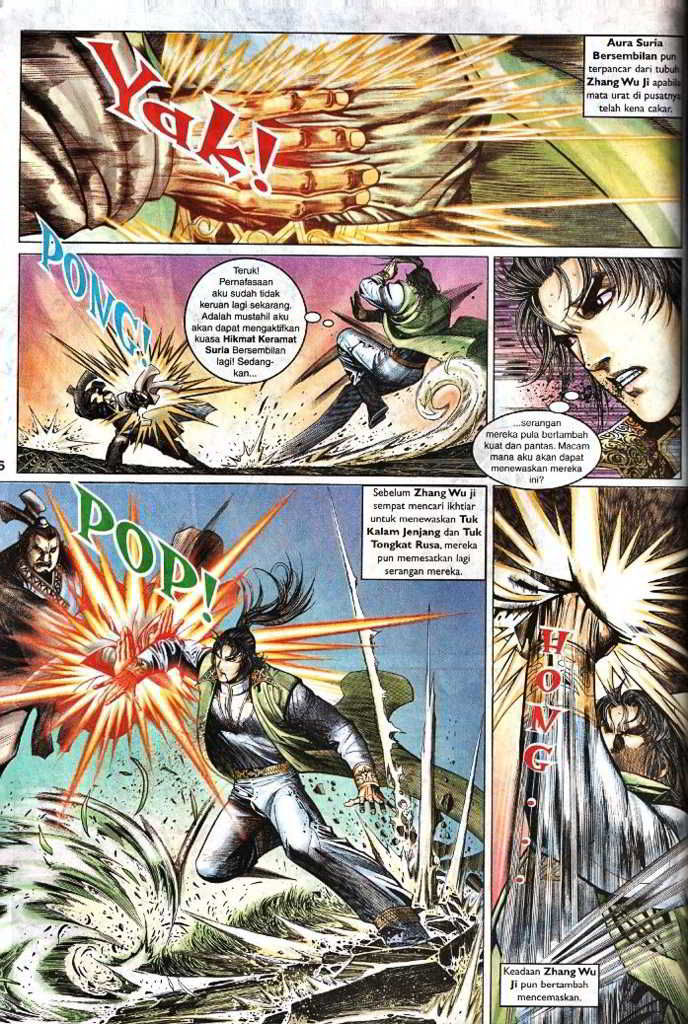 Yak!
Aura Suria
Bersembilan pun
terpancar dari tubuh
Zhang Wu Ji apabila
mata urat di pusatnya
telah kena cakar.
PONG!
Teruk!
Pernafasan
aku sudah tidak
keruan lagi sekarang.
Adalah mustahil aku
akan dapat mengaktifkan
kuasa Hikmat Keramat
Suria Bersembilan
lagi! Sedang-
kan...
...serangan
mereka pula bertambah
kuat dan pantas. Macam
mana aku akan dapat
menewaskan mereka
ini?
POP!
Sebelum Zhang Wu ji
sempat mencari ikhtiar
untuk menewaskan Tuk
Kalam Jenjang dan Tuk
Tongkat Rusa, mereka
pun memesatkan lagi
serangan mereka.
HONG...
Keadaan Zhang Wu
Ji pun bertambah
mencemaskan.